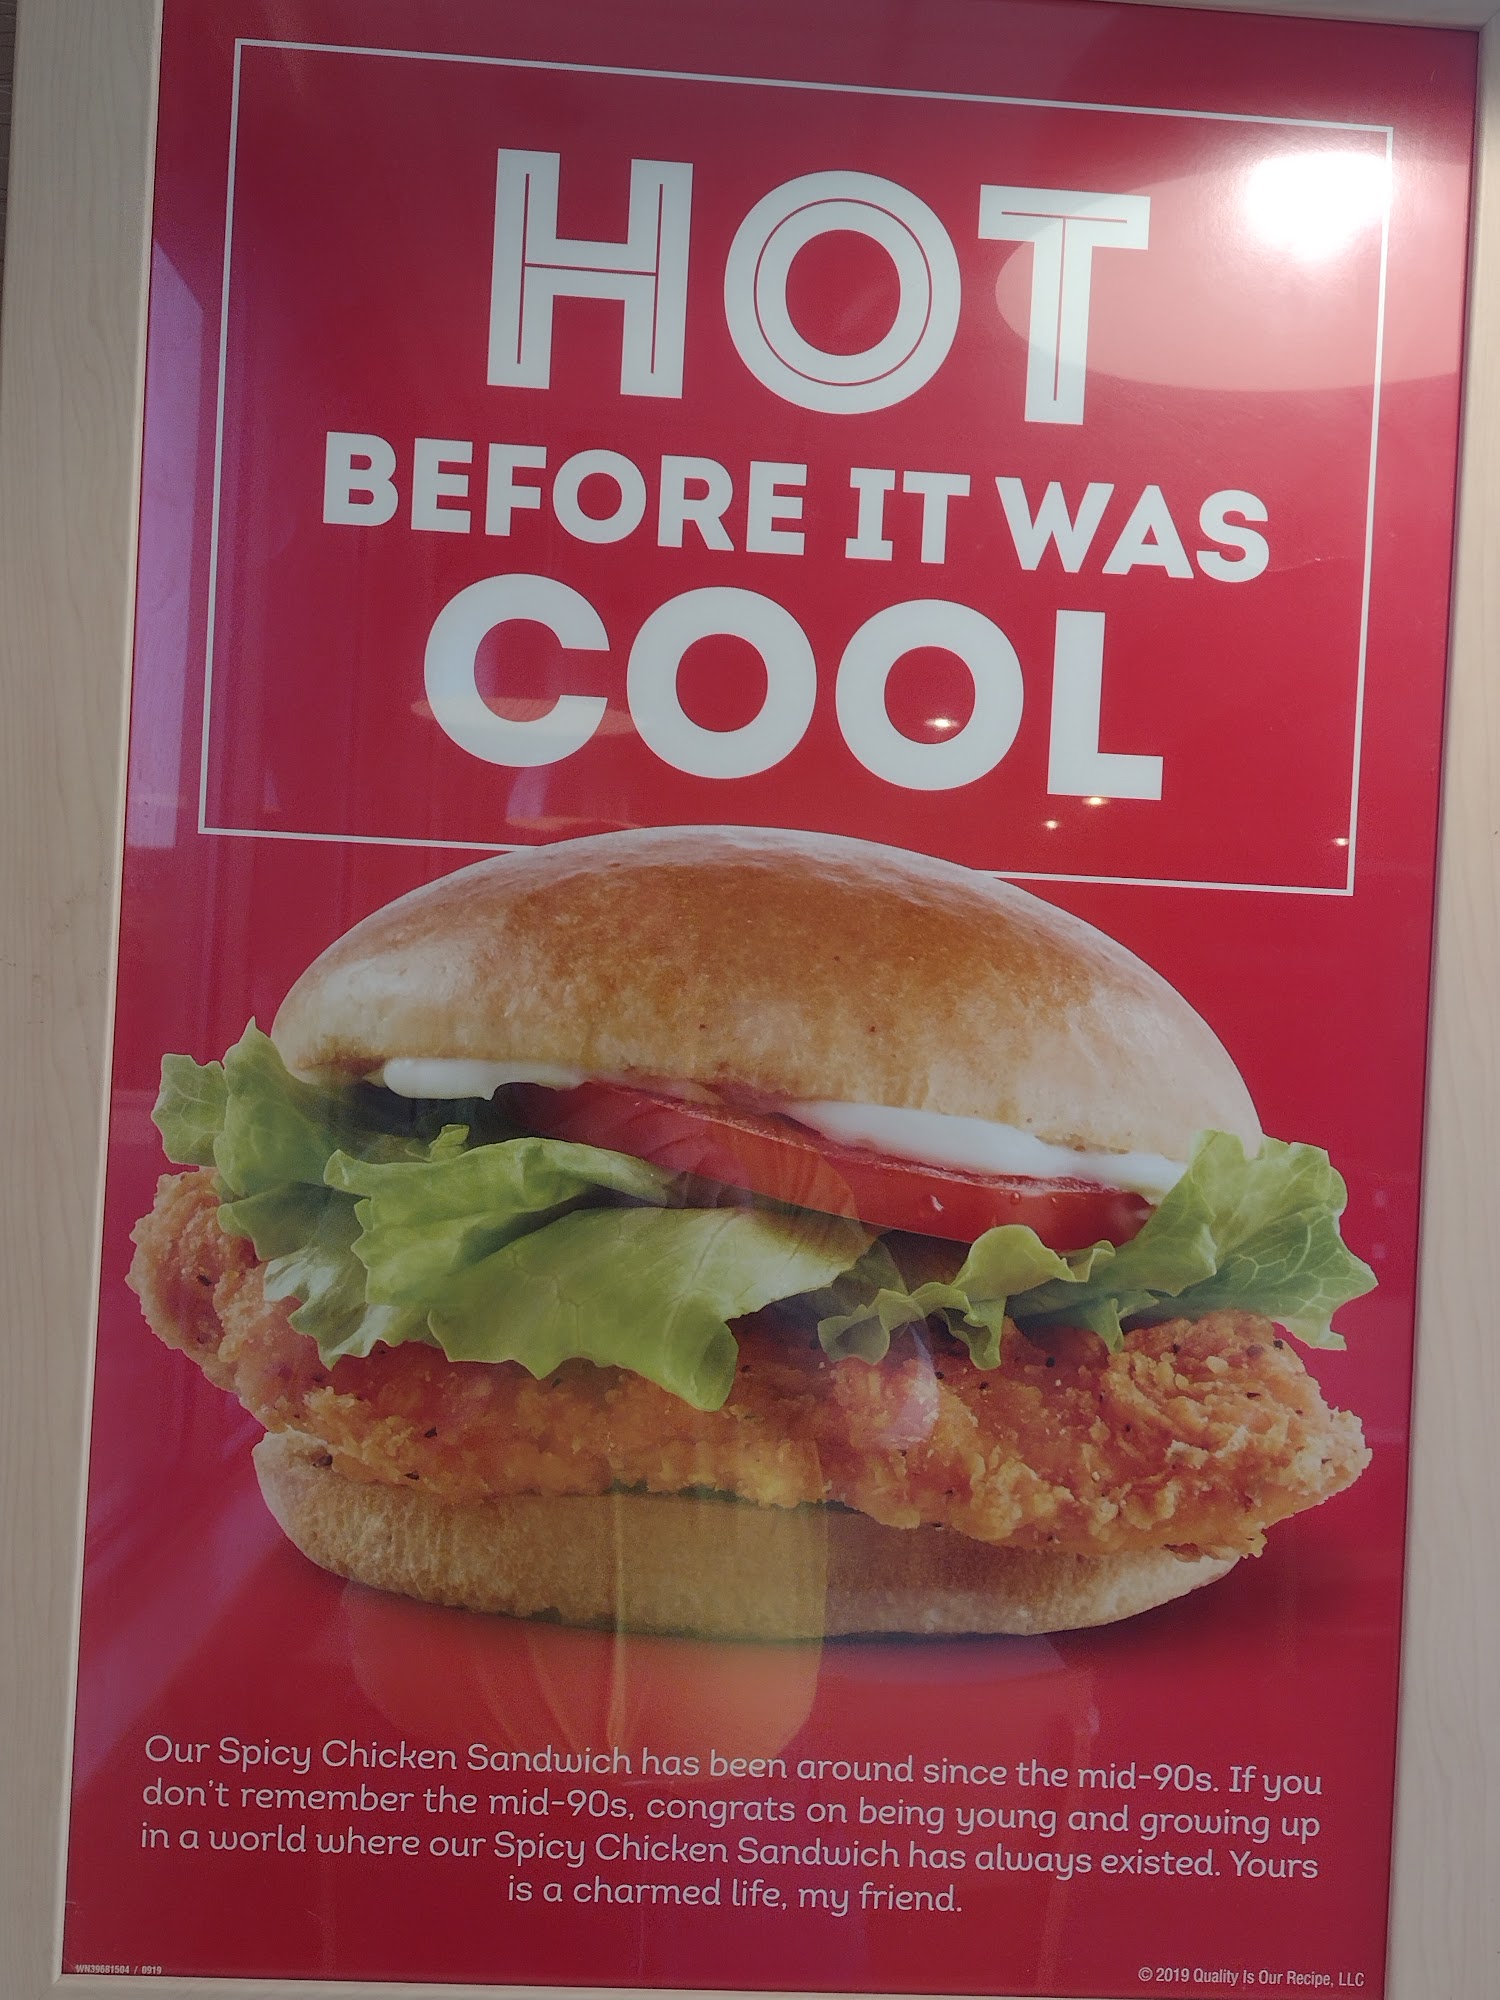 HOT
BEFORE IT WAS
COOL
Our Spicy Chicken Sandwich has been around since the mid-90s. If you
don't remember the mid-90s, congrats on being young and growing up
in a world where our Spicy Chicken Sandwich has always existed. Yours
is a charmed life, my friend.
WN39681504 / 0919
© 2019 Quality Is Our Recipe, LLC